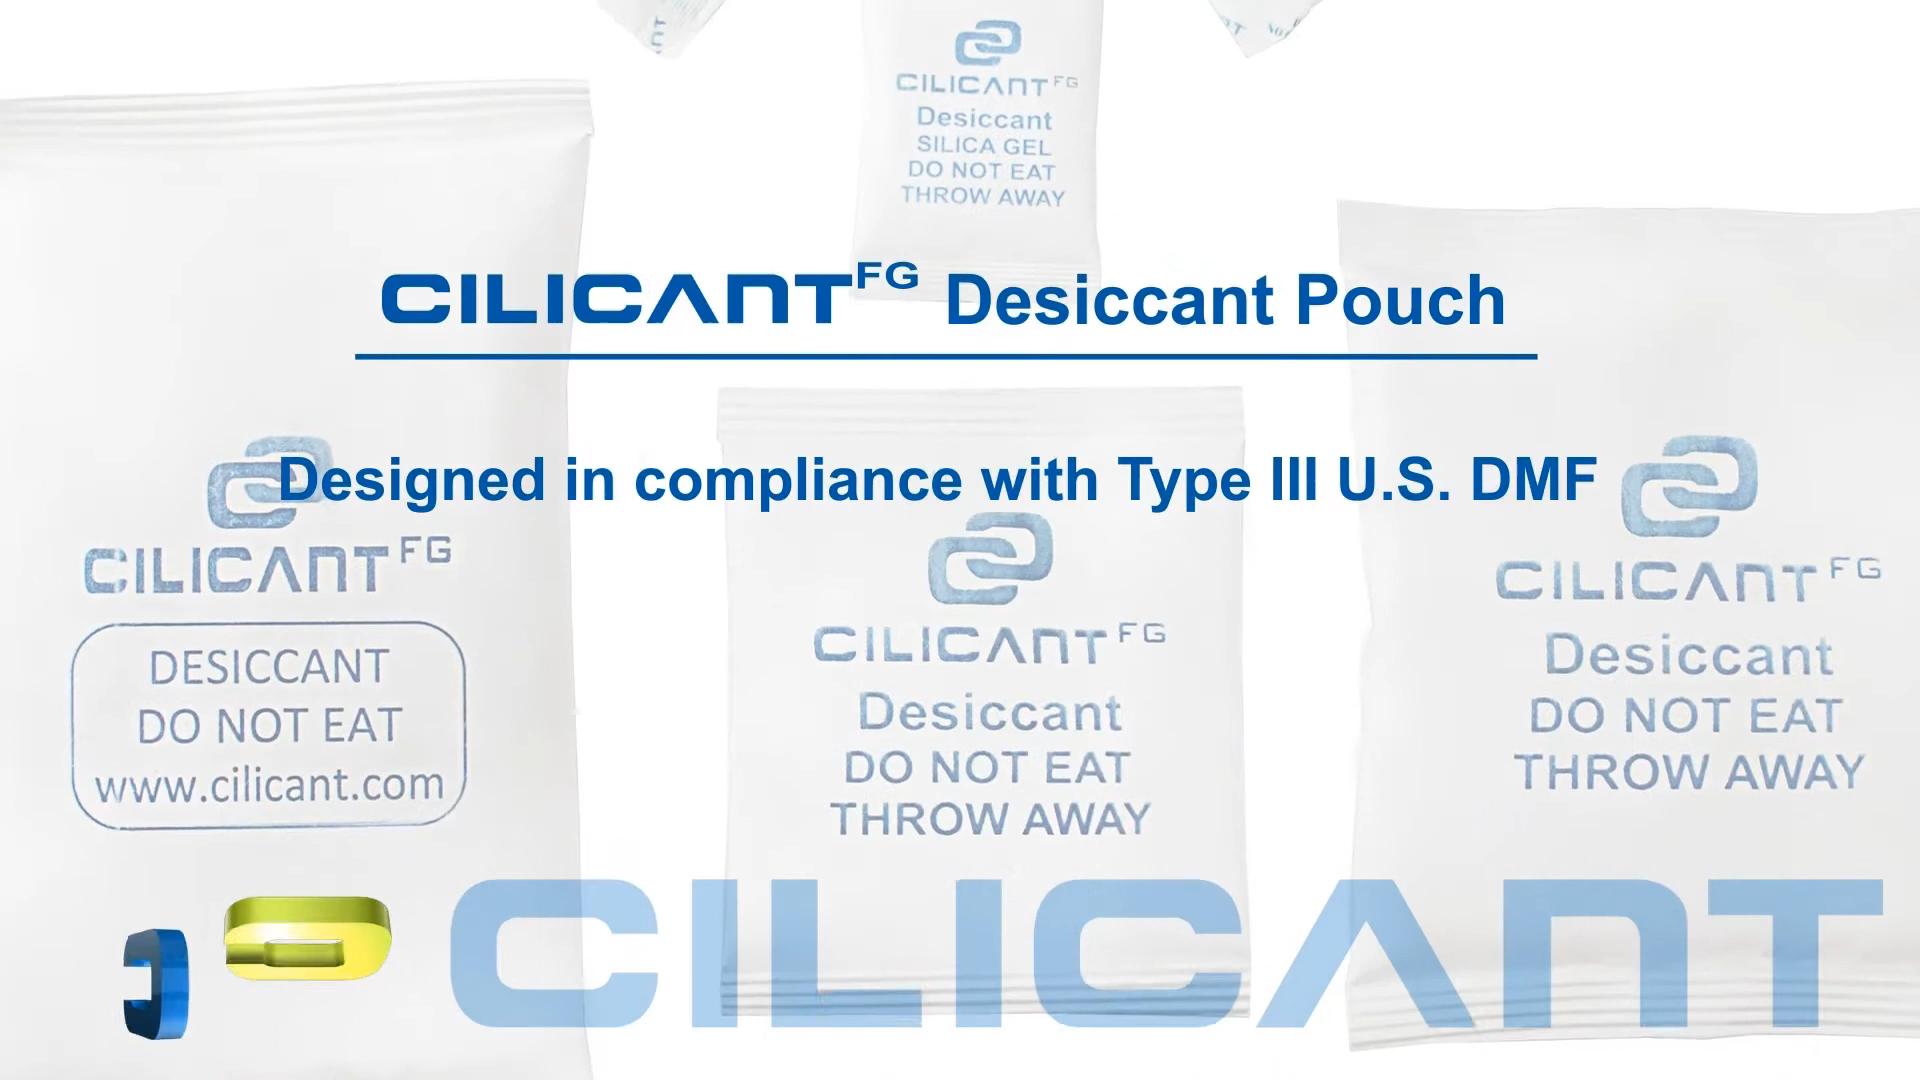 CILICANT FG
Desiccant
SILICA GEL
DO NOT EAT
THROW AWAY
CILICANT FG Desiccant Pouch
Designed in compliance with Type III U.S. DMF
CILICANT FG
DESICCANT
DO NOT EAT
www.cilicant.com
CILICANT FG
Desiccant
DO NOT EAT
THROW AWAY
CILICANT FG
Desiccant
DO NOT EAT
THROW AWAY
CILICANT